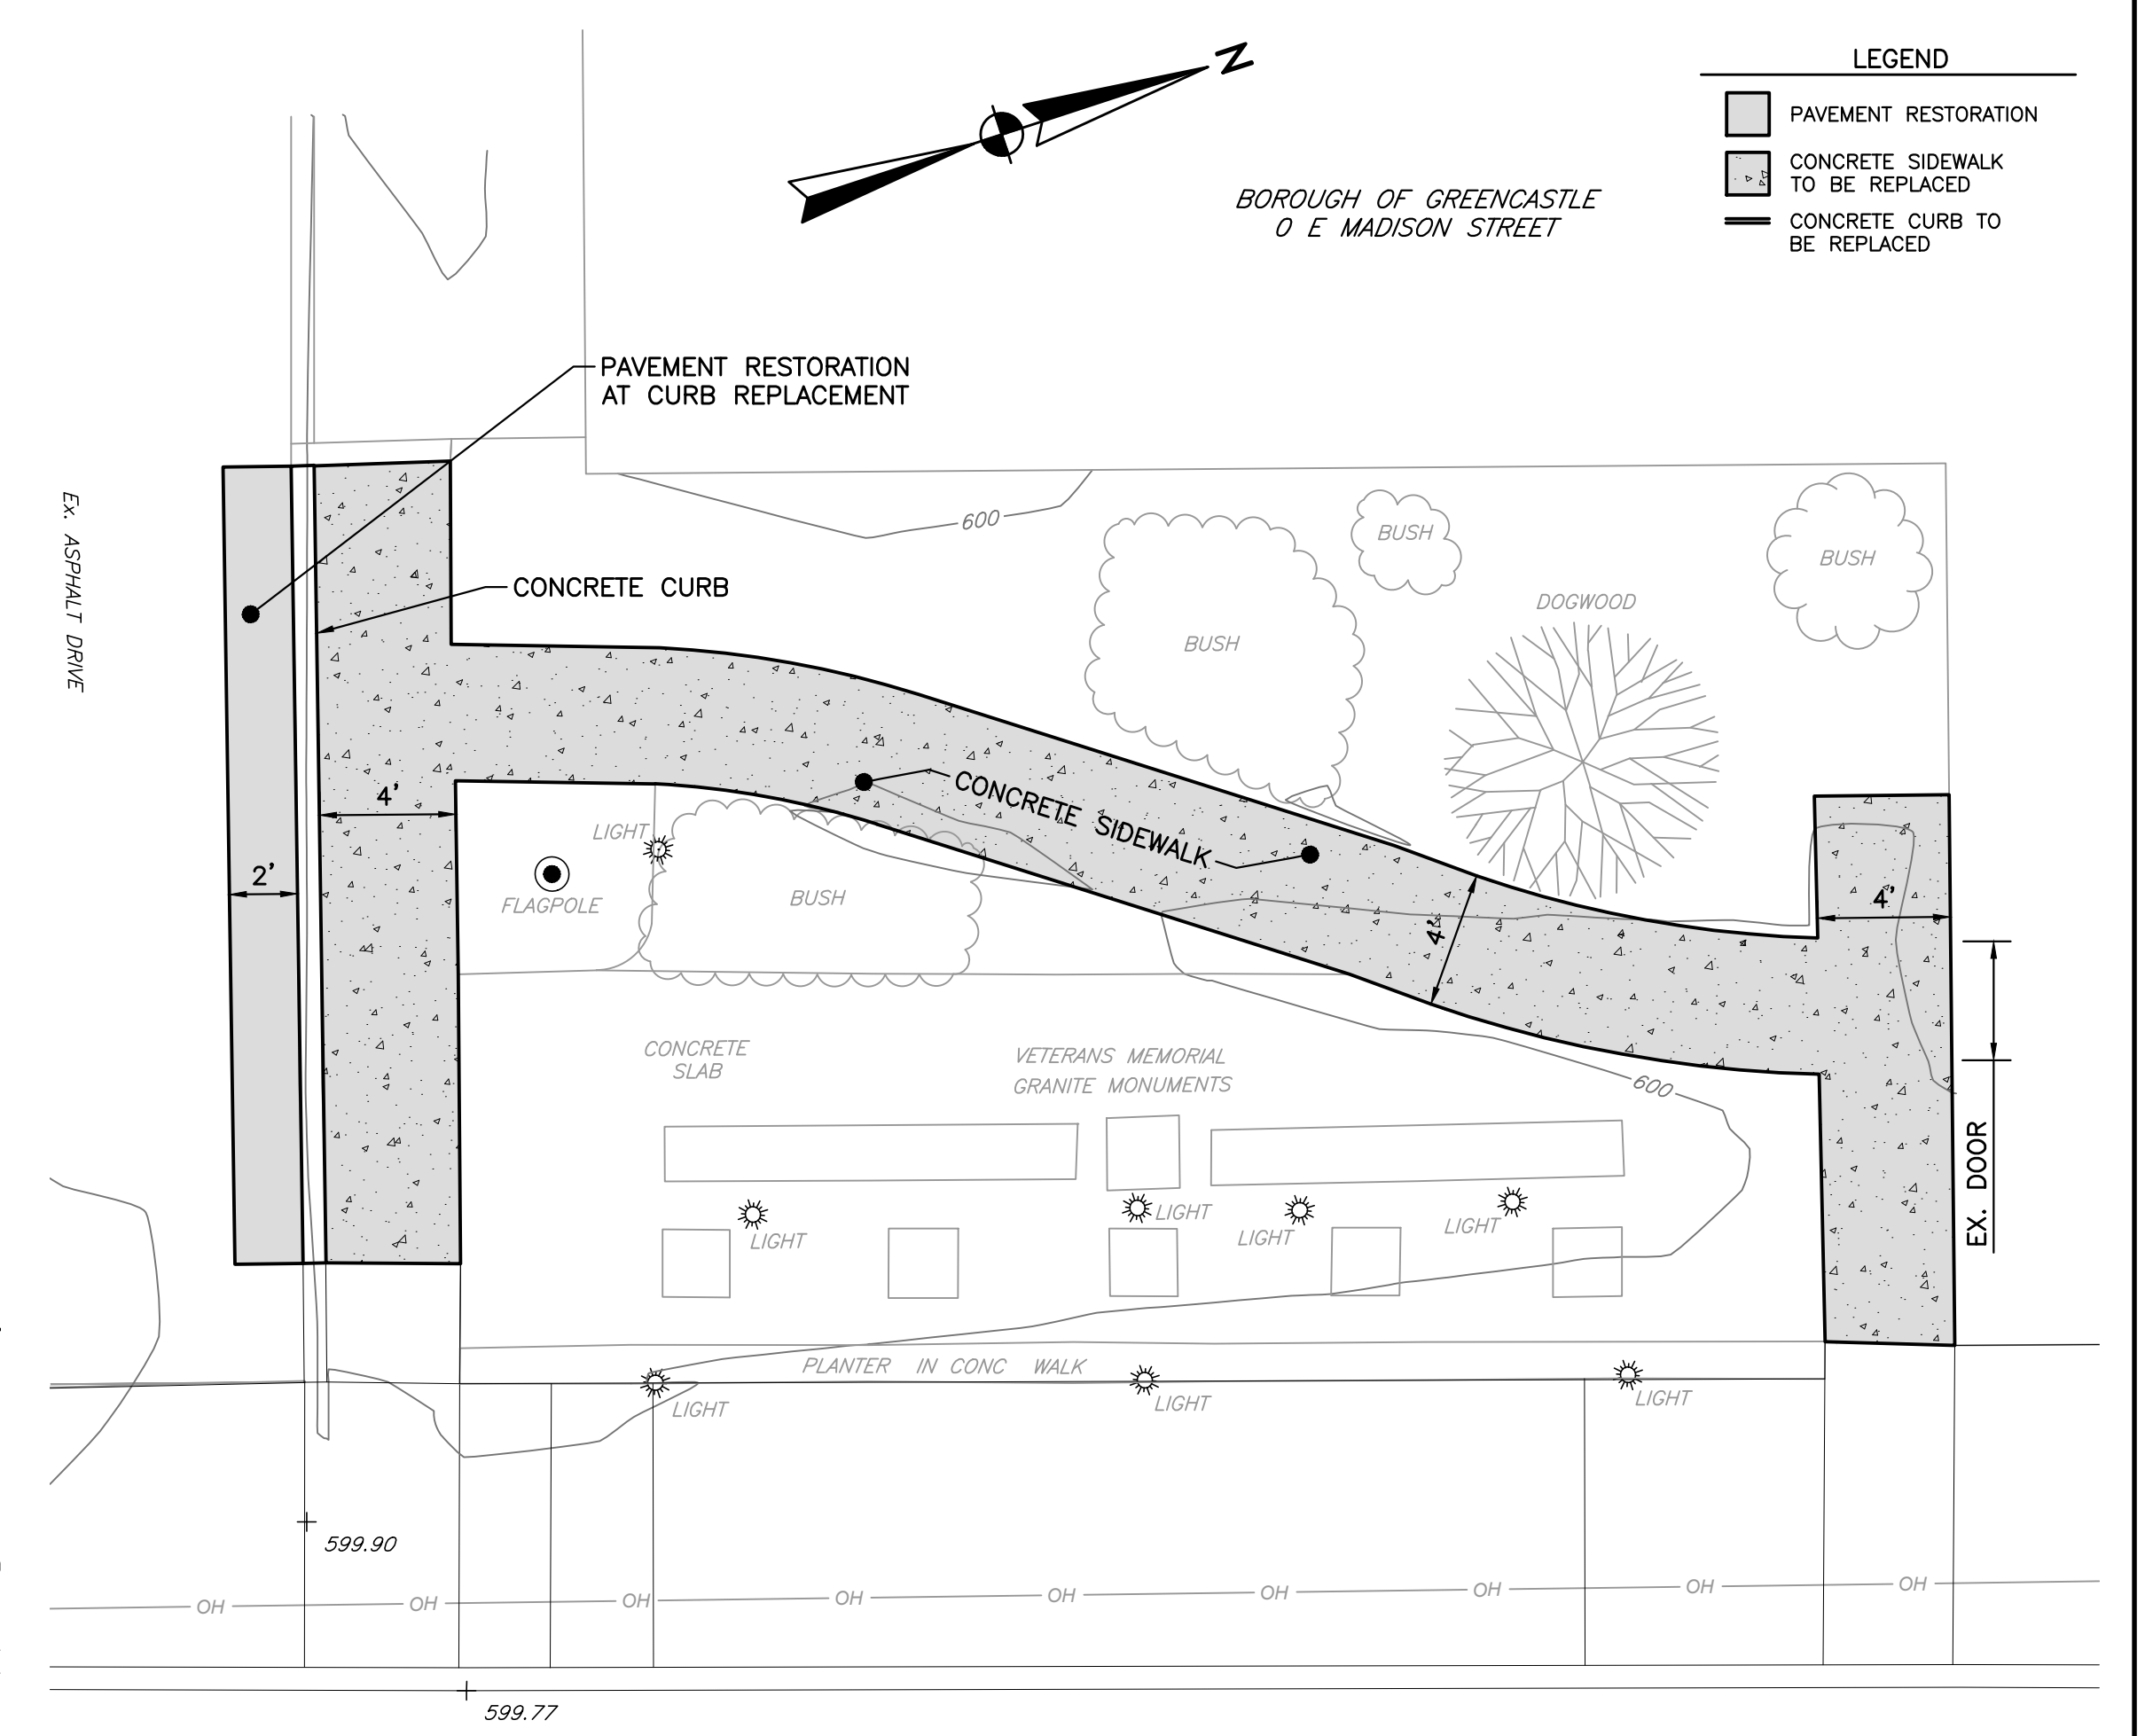 N
LEGEND
PAVEMENT RESTORATION
CONCRETE SIDEWALK
TO BE REPLACED
CONCRETE CURB TO
BE REPLACED
BOROUGH OF GREENCASTLE
0 E MADISON STREET
PAVEMENT RESTORATION
AT CURB REPLACEMENT
Ex. ASPHALT DRIVE
600
BUSH
BUSH
CONCRETE CURB
DOGWOOD
BUSH
CONCRETE SIDEWALK
4'
LIGHT
2'
FLAGPOLE
BUSH
4'
4'
CONCRETE
SLAB
VETERANS MEMORIAL
GRANITE MONUMENTS
600
EX. DOOR
LIGHT
LIGHT
LIGHT
LIGHT
PLANTER IN CONC WALK
LIGHT
LIGHT
LIGHT
599.90
OH OH OH OH OH OH OH OH OH
599.77